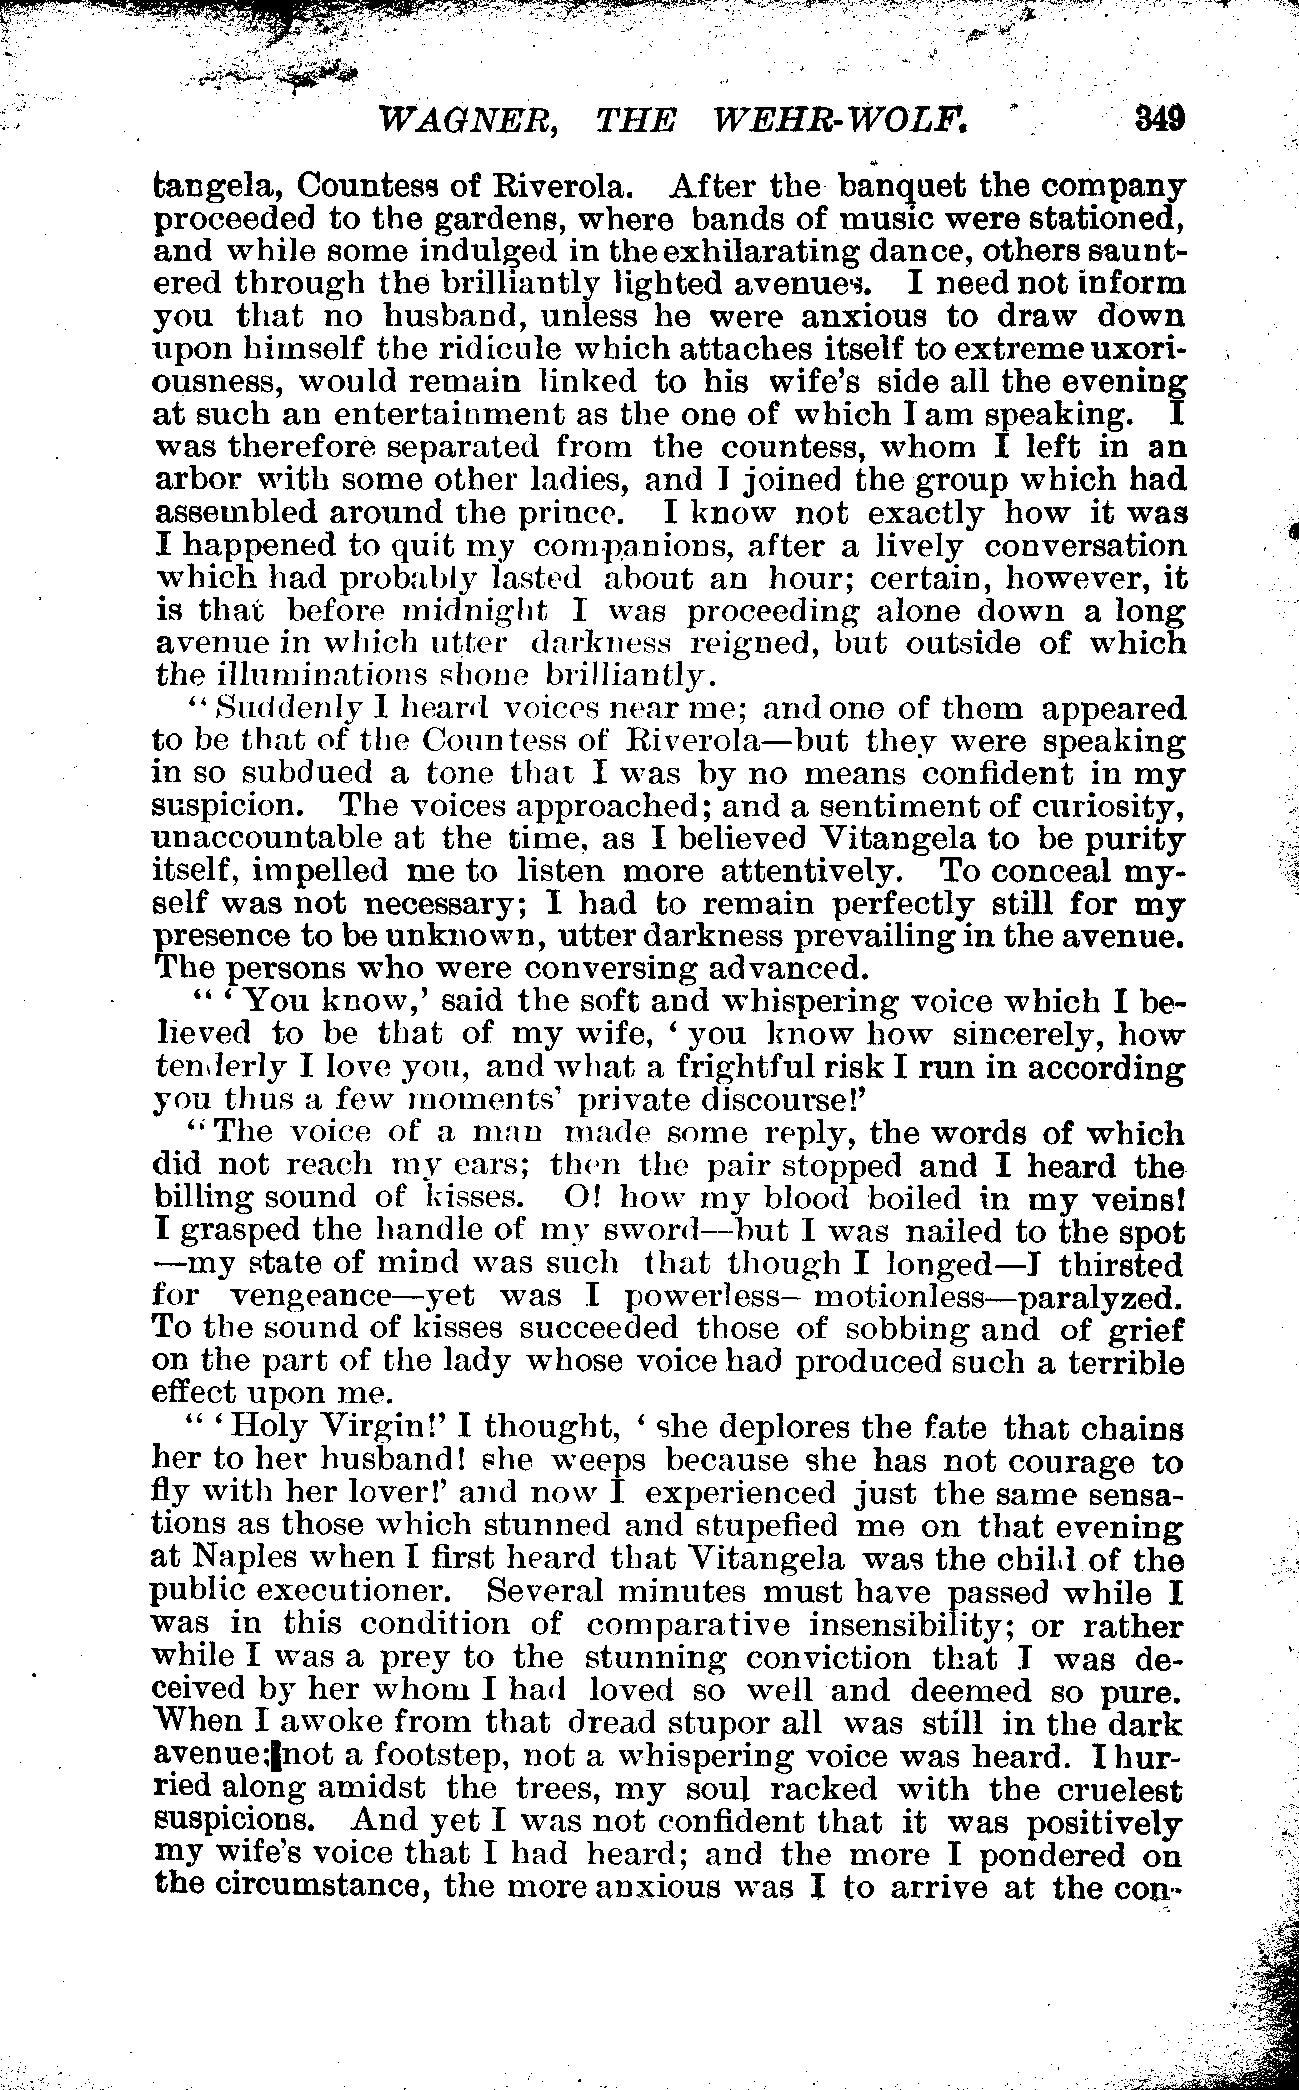 WAGNER, THE WEHR-WOLF. 349
tangela, Countess of Riverola. After the banquet the company
proceeded to the gardens, where bands of music were stationed,
and while some indulged in the exhilarating dance, others saunt-
ered through the brilliantly lighted avenues. I need not inform
you that no husband, unless he were anxious to draw down
upon himself the ridicule which attaches itself to extreme uxori-
ousness, would remain linked to his wife's side all the evening
at such an entertainment as the one of which I am speaking. I
was therefore separated from the countess, whom I left in an
arbor with some other ladies, and I joined the group which had
assembled around the prince. I know not exactly how it was
I happened to quit my companions, after a lively conversation
which had probably lasted about an hour; certain, however, it
is that before midnight I was proceeding alone down a long
avenue in which utter darkness reigned, but outside of which
the illuminations shone brilliantly.
"Suddenly I heard voices near me; and one of them appeared
to be that of the Countess of Riverola—but they were speaking
in so subdued a tone that I was by no means confident in my
suspicion. The voices approached; and a sentiment of curiosity,
unaccountable at the time, as I believed Vitangela to be purity
itself, impelled me to listen more attentively. To conceal my-
self was not necessary; I had to remain perfectly still for my
presence to be unknown, utter darkness prevailing in the avenue.
The persons who were conversing advanced.
"'You know,' said the soft and whispering voice which I be-
lieved to be that of my wife, 'you know how sincerely, how
tenderly I love you, and what a frightful risk I run in according
you thus a few moments' private discourse!'
"The voice of a man made some reply, the words of which
did not reach my ears; then the pair stopped and I heard the
billing sound of kisses. O! how my blood boiled in my veins!
I grasped the handle of my sword—but I was nailed to the spot
—my state of mind was such that though I longed—I thirsted
for vengeance—yet was I powerless—motionless—paralyzed.
To the sound of kisses succeeded those of sobbing and of grief
on the part of the lady whose voice had produced such a terrible
effect upon me.
"'Holy Virgin!' I thought, 'she deplores the fate that chains
her to her husband! she weeps because she has not courage to
fly with her lover!' and now I experienced just the same sensa-
tions as those which stunned and stupefied me on that evening
at Naples when I first heard that Vitangela was the child of the
public executioner. Several minutes must have passed while I
was in this condition of comparative insensibility; or rather
while I was a prey to the stunning conviction that I was de-
ceived by her whom I had loved so well and deemed so pure.
When I awoke from that dread stupor all was still in the dark
avenue; not a footstep, not a whispering voice was heard. I hur-
ried along amidst the trees, my soul racked with the cruelest
suspicions. And yet I was not confident that it was positively
my wife's voice that I had heard; and the more I pondered on
the circumstance, the more anxious was I to arrive at the con-